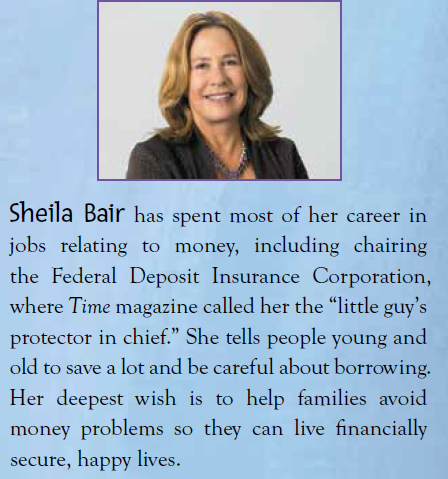 Sheila Bair has spent most of her career in
jobs relating to money, including chairing
the Federal Deposit Insurance Corporation,
where Time magazine called her the “little guy’s
protector in chief.” She tells people young and
old to save a lot and be careful about borrowing.
Her deepest wish is to help families avoid
money problems so they can live financially
secure, happy lives.